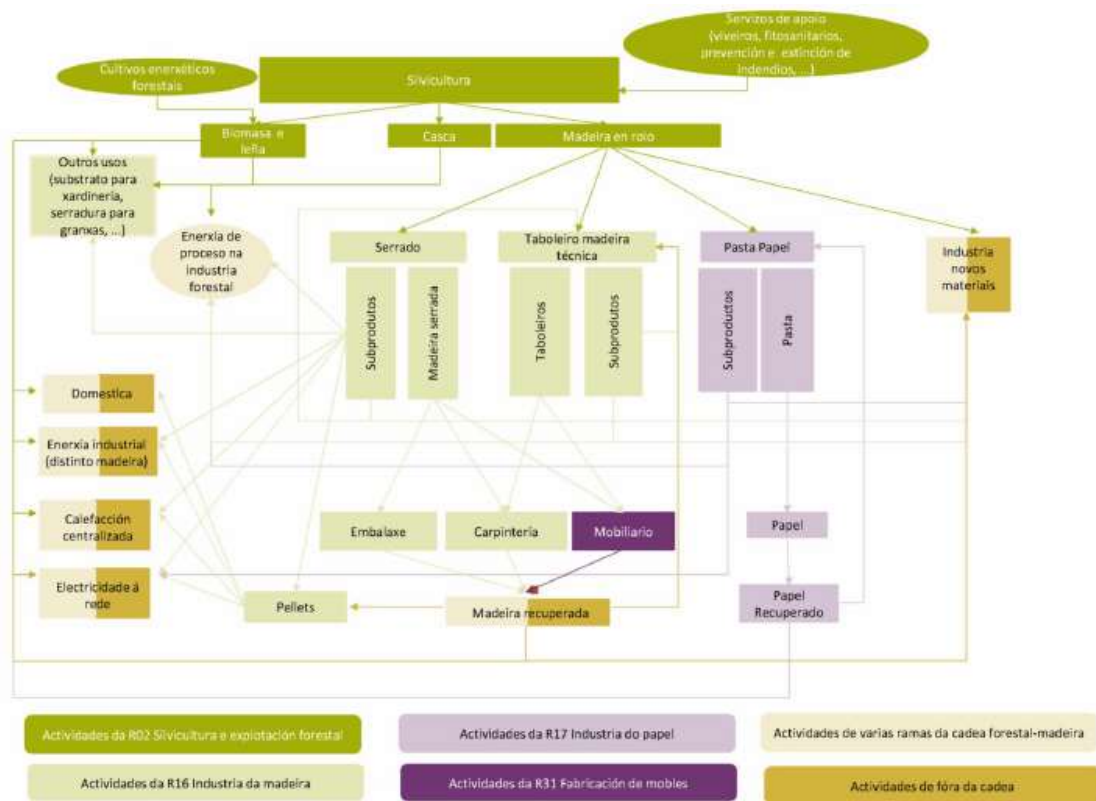 Servizos de apoio
(viveiros, fitosanitarios,
prevención e extinción de
indendios, ...)
Cultivos enerxéticos
forestais
Silvicultura
Biomasa e
leña
Casca
Madeira en rolo
Outros usos
(substrato para
xardinería,
serradura para
granxas, ...)
Enerxía de
proceso na
industria
forestal
Serrado
Taboleiro madeira
técnica
Pasta Papel
Industria
novos
materiais
Subprodutos
Madeira serrada
Taboleiros
Subprodutos
Subproductos
Pasta
Domestica
Enerxía industrial
(distinto madeira)
Calefacción
centralizada
Electricidade á
rede
Embalaxe
Carpintería
Mobiliario
Papel
Pellets
Madeira recuperada
Papel
Recuperado
Actividades da R02 Silvicultura e explotación forestal
Actividades da R17 Industria do papel
Actividades de varias ramas da cadea forestal-madeira
Actividades da R16 Industria da madeira
Actividades da R31 Fabricación de mobles
Actividades de fóra da cadea